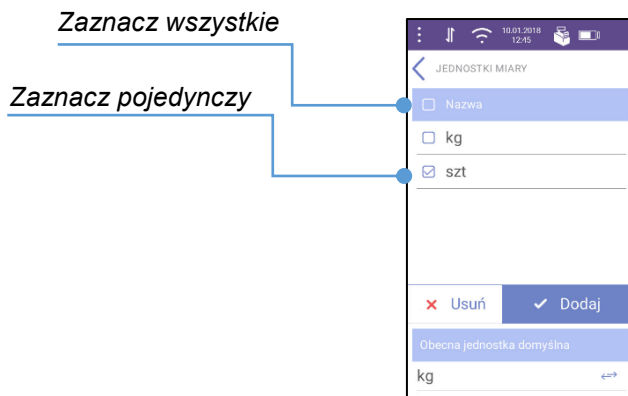 Zaznacz wszystkie
Zaznacz pojedynczy
10.01.2018
12:45
JEDNOSTKI MIARY
Nazwa
kg
szt
Usuń
Dodaj
Obecna jednostka domyślna
kg